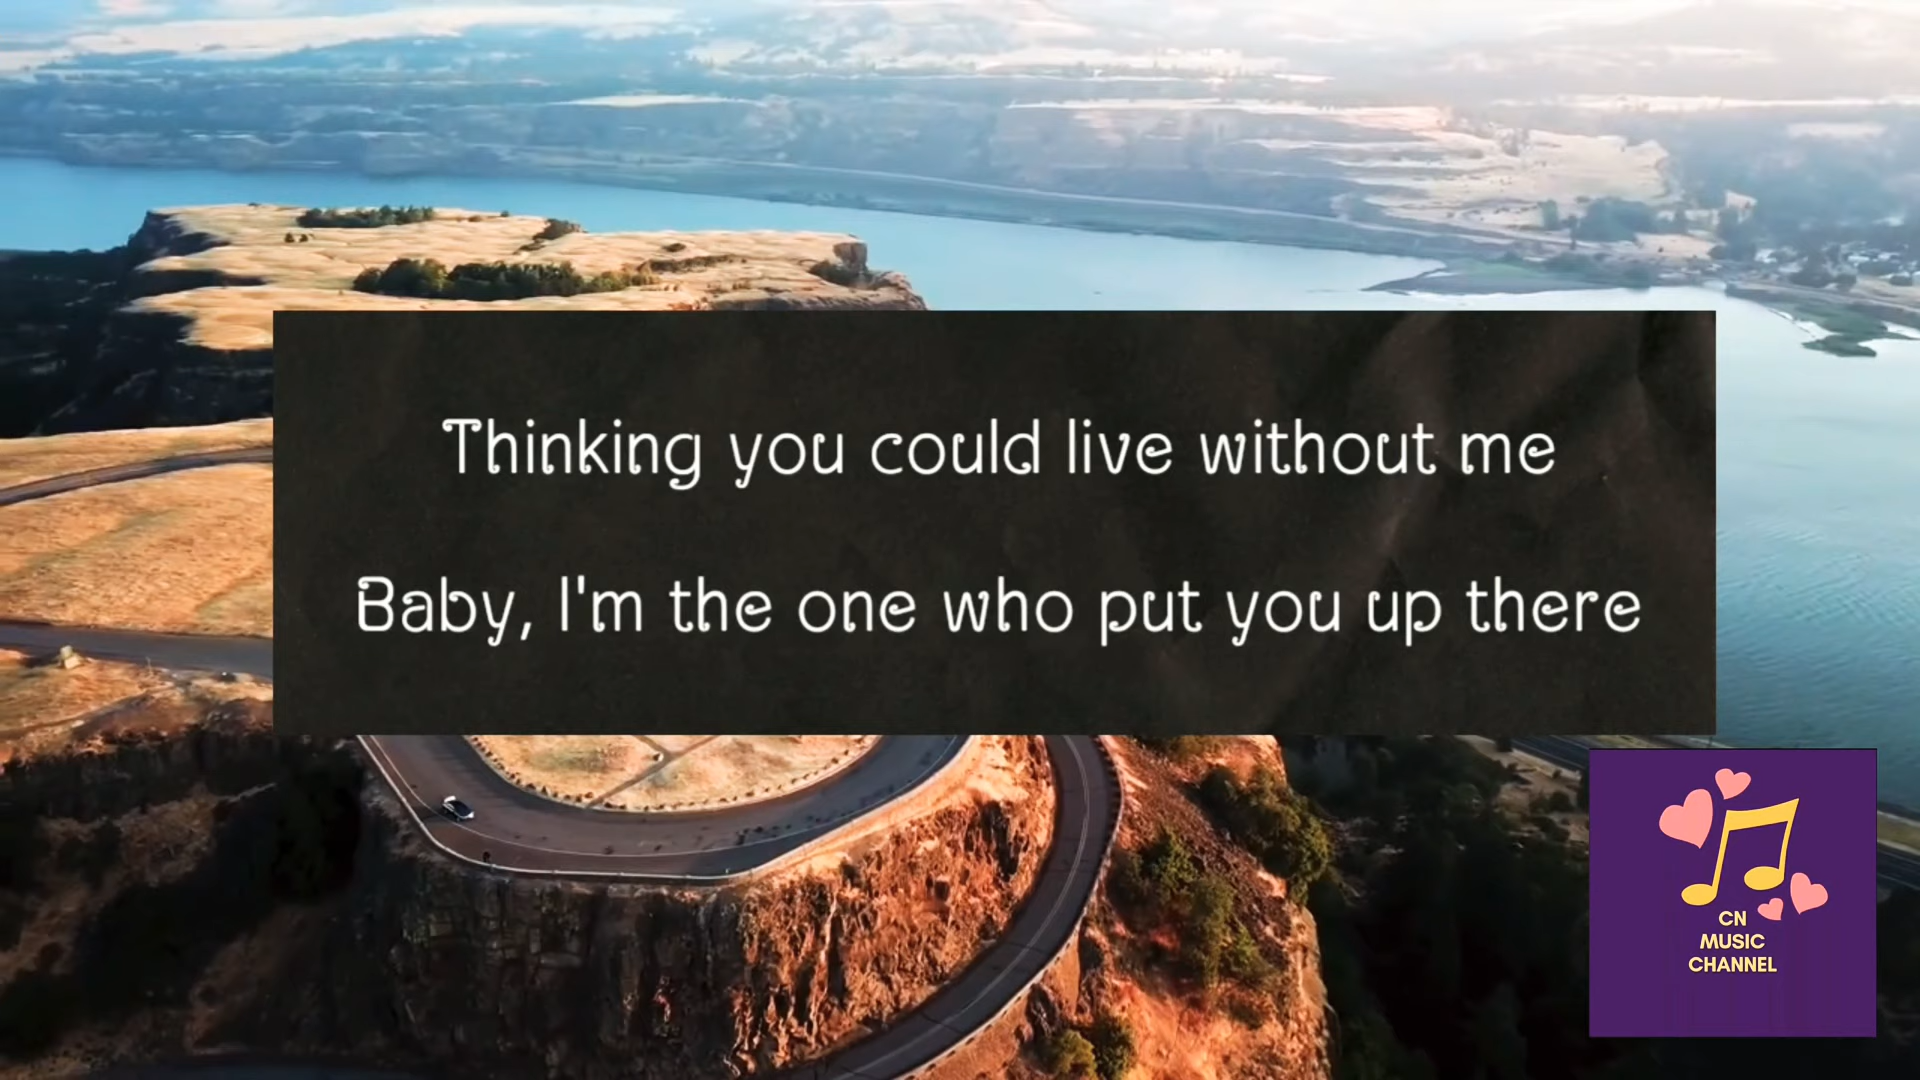 Thinking you could live without me
Baby, I'm the one who put you up there
CN
MUSIC
CHANNEL